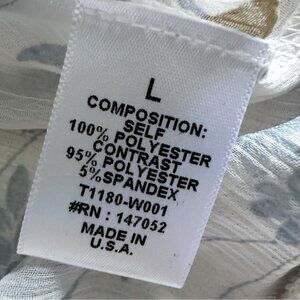 L
COMPOSITION:
SELF
100% POLYESTER
CONTRAST
95% POLYESTER
5% SPANDEX
T1180-W001
#RN : 147052
MADE IN
U.S.A.